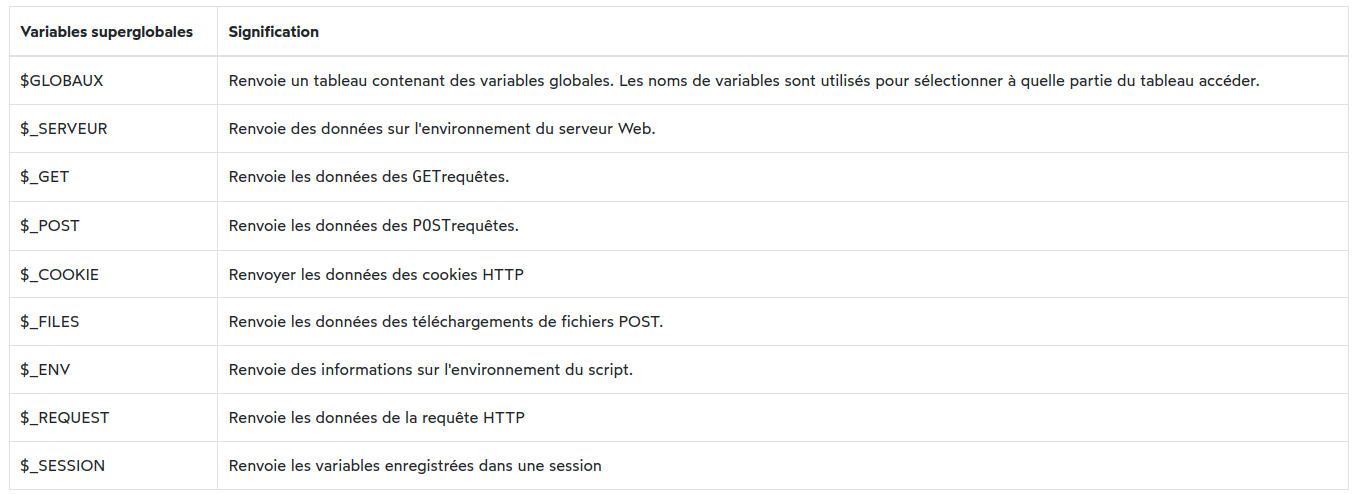 Variables superglobales Signification
$GLOBAUX Renvoie un tableau contenant des variables globales. Les noms de variables sont utilisés pour sélectionner à quelle partie du tableau accéder.
$_SERVEUR Renvoie des données sur l'environnement du serveur Web.
$_GET Renvoie les données des GETrequêtes.
$_POST Renvoie les données des POSTrequêtes.
$_COOKIE Renvoyer les données des cookies HTTP
$_FILES Renvoie les données des téléchargements de fichiers POST.
$_ENV Renvoie des informations sur l'environnement du script.
$_REQUEST Renvoie les données de la requête HTTP
$_SESSION Renvoie les variables enregistrées dans une session